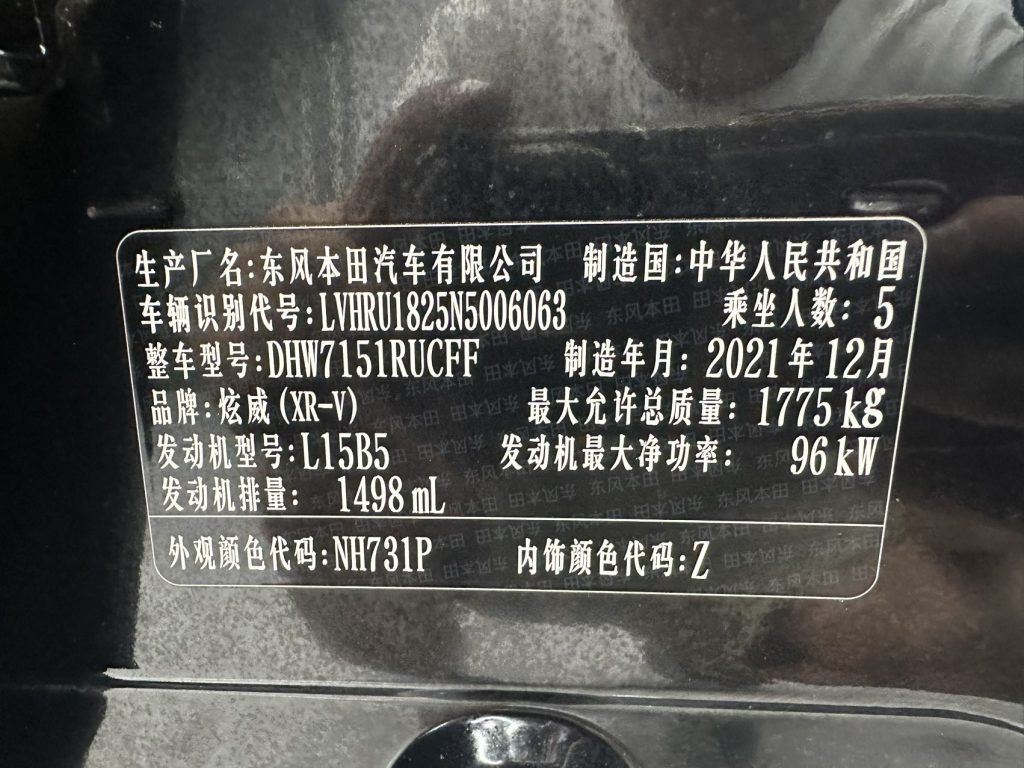 生产厂名:东风本田汽车有限公司 制造国:中华人民共和国
车辆识别代号:LVHRU1825N5006063 乘坐人数: 5
整车型号:DHW7151RUCFF 制造年月: 2021年12月
品牌:炫威(XR-V) 最大允许总质量: 1775kg
发动机型号:L15B5 发动机最大净功率: 96kW
发动机排量: 1498mL
外观颜色代码:NH731P 内饰颜色代码:Z